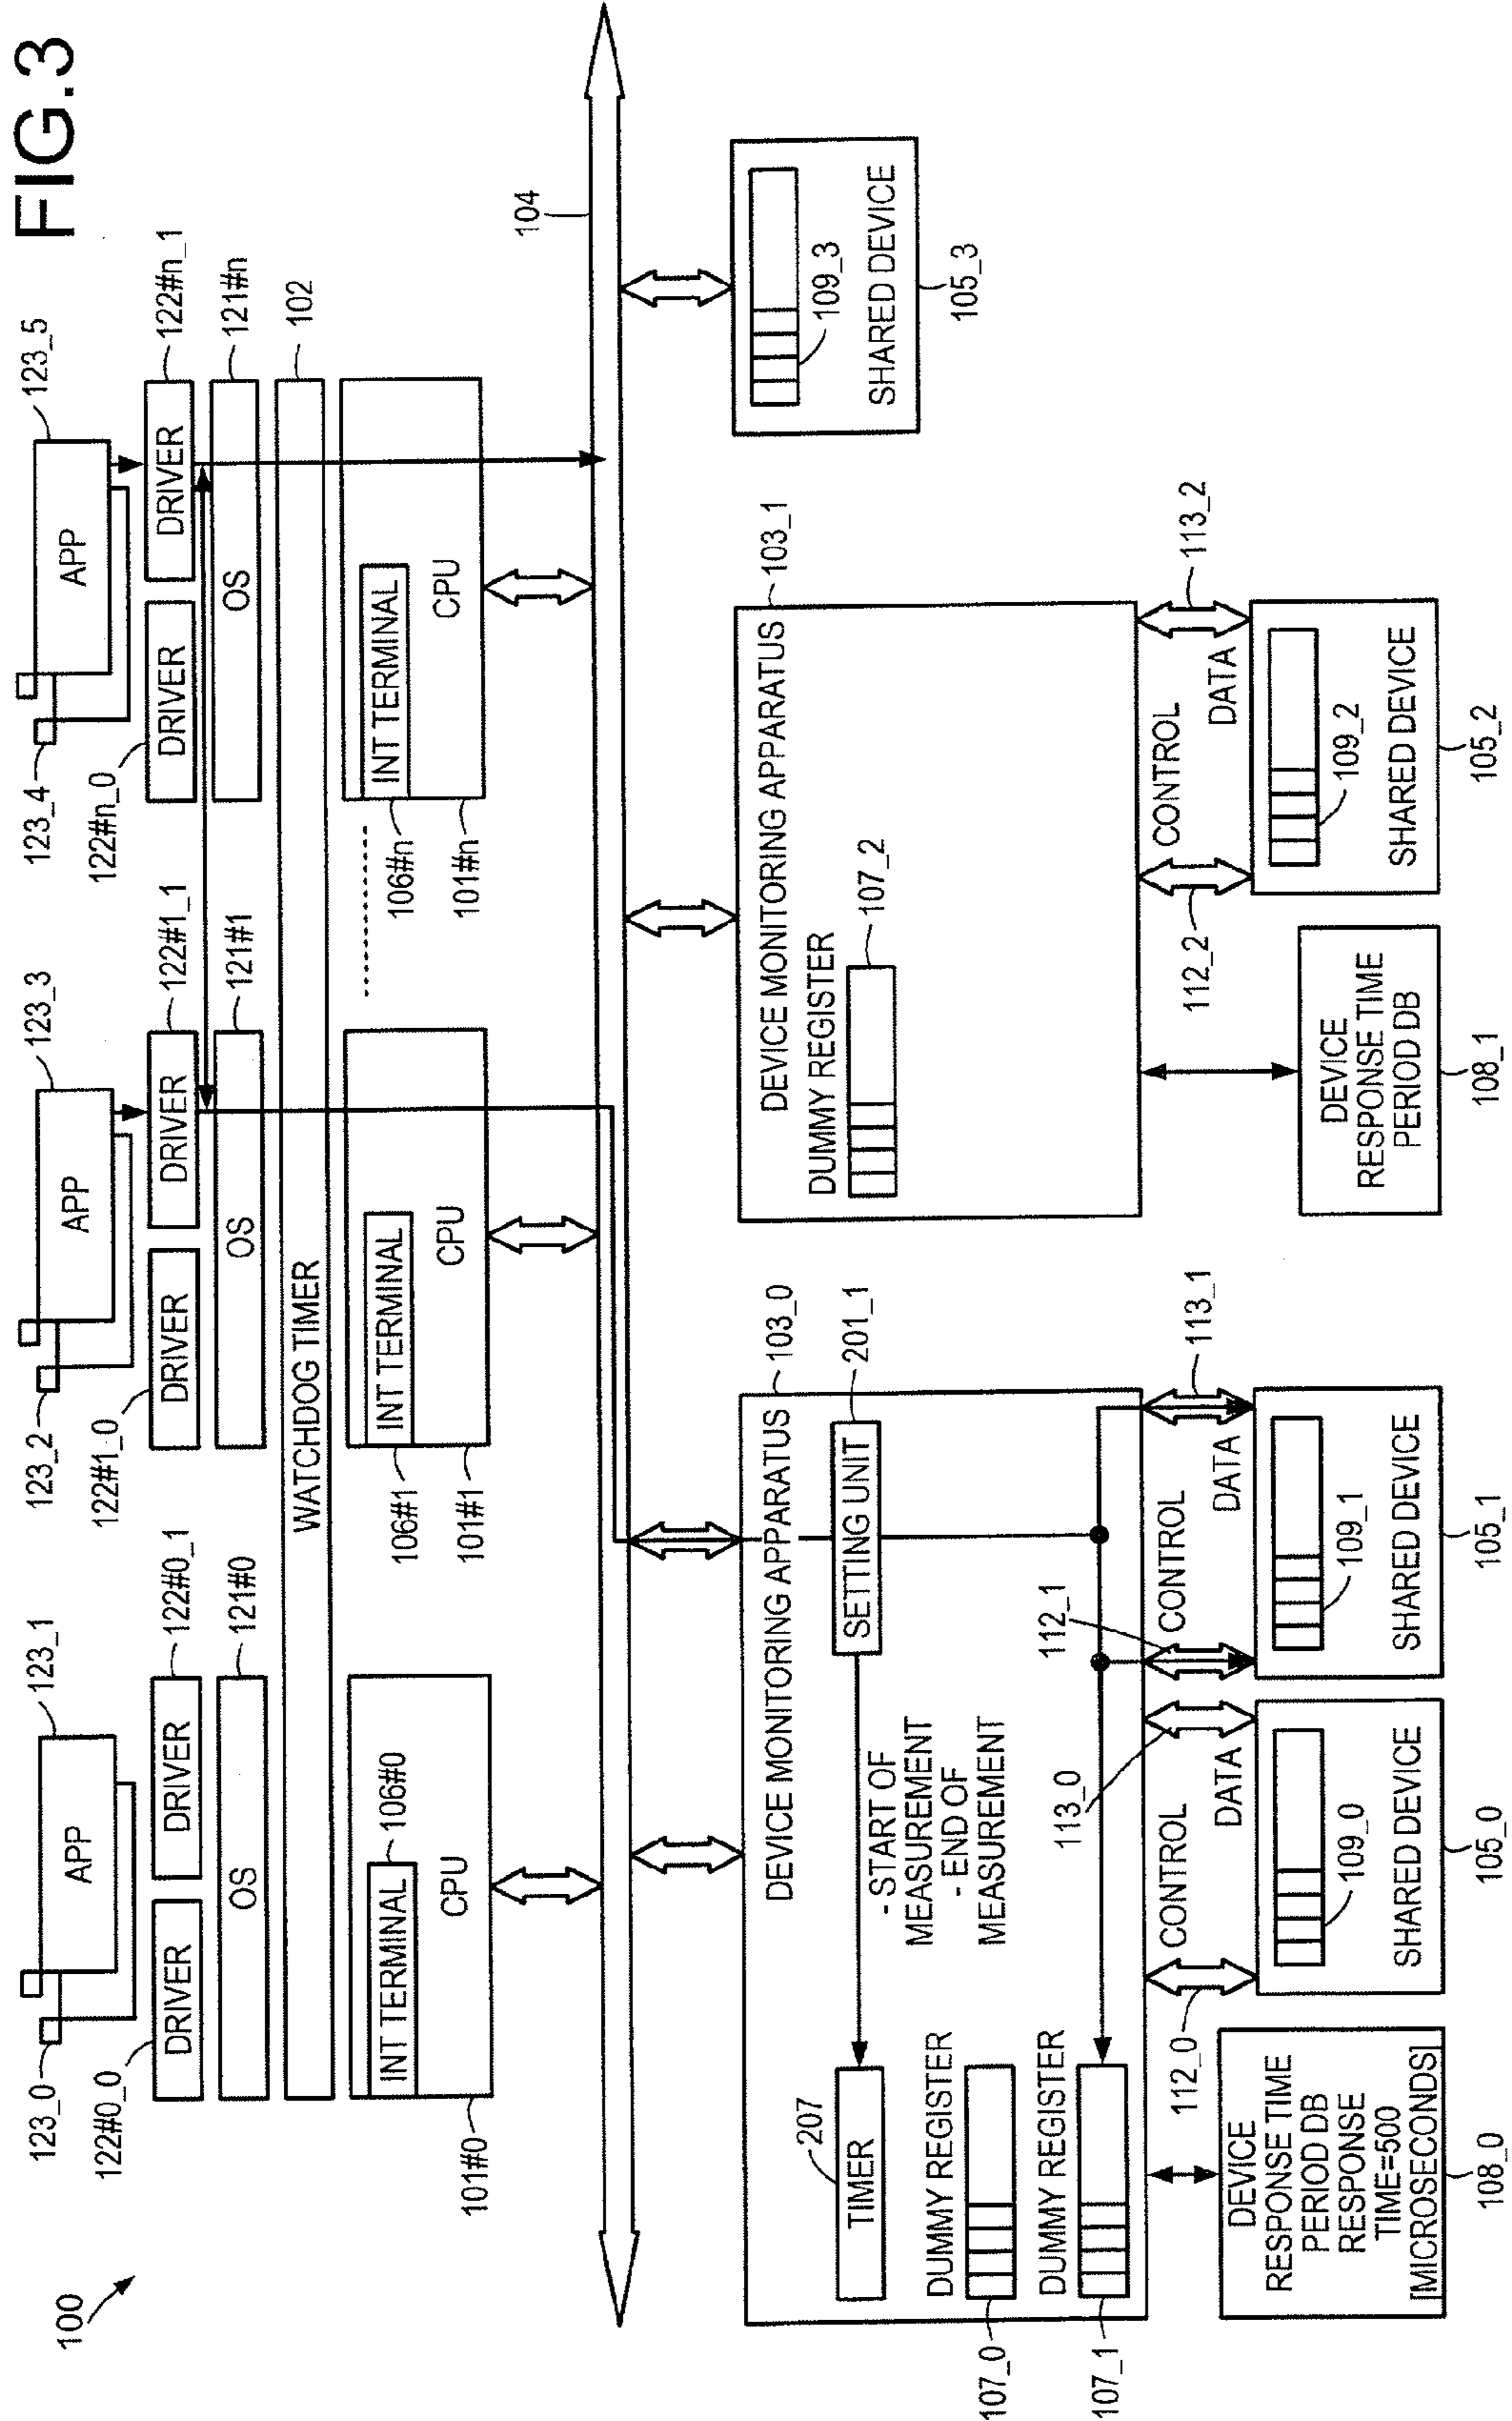 FIG.3
100
123_0
123_1
123_2
123_3
123_4
123_5
APP
APP
APP
122#0_0
122#0_1
122#1_0
122#1_1
122#n_0
122#n_1
DRIVER
DRIVER
DRIVER
DRIVER
DRIVER
DRIVER
OS
121#0
OS
121#1
OS
121#n
WATCHDOG TIMER
102
INT TERMINAL
106#0
CPU
101#0
INT TERMINAL
106#1
CPU
101#1
INT TERMINAL
106#n
CPU
101#n
104
DEVICE MONITORING APPARATUS
103_0
SETTING UNIT
201_1
207
TIMER
- START OF
MEASUREMENT
- END OF
MEASUREMENT
DUMMY REGISTER
107_0
DUMMY REGISTER
107_1
DEVICE MONITORING APPARATUS
103_1
DUMMY REGISTER
107_2
109_3
SHARED DEVICE
105_3
112_0
CONTROL
113_0
DATA
112_1
CONTROL
DATA
113_1
112_2
CONTROL
DATA
113_2
DEVICE
RESPONSE TIME
PERIOD DB
RESPONSE
TIME=500
[MICROSECONDS]
108_0
109_0
SHARED DEVICE
105_0
109_1
SHARED DEVICE
105_1
DEVICE
RESPONSE TIME
PERIOD DB
108_1
109_2
SHARED DEVICE
105_2